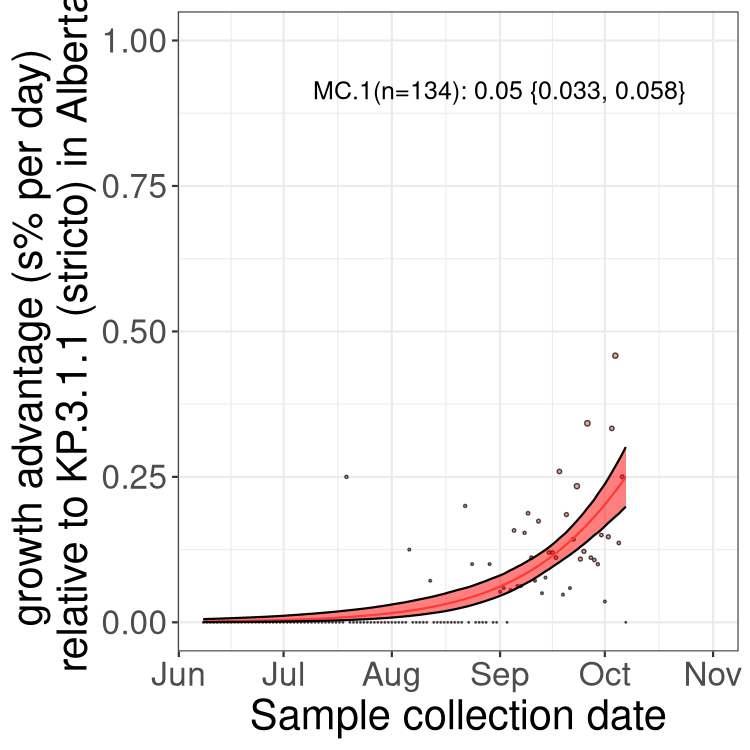 growth advantage (s% per day)
relative to KP.3.1.1 (stricto) in Alberta
1.00
0.75
0.50
0.25
0.00
MC.1(n=134): 0.05 {0.033, 0.058}
Jun Jul Aug Sep Oct Nov
Sample collection date